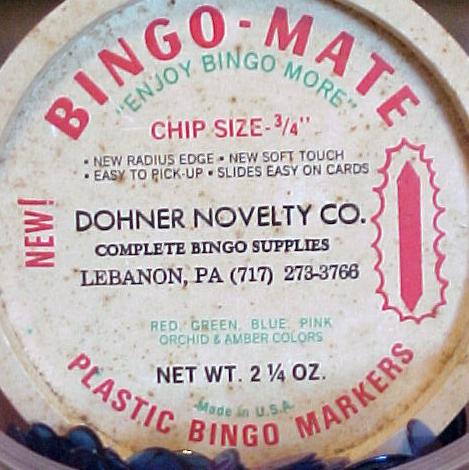 BINGO-MATE
"ENJOY BINGO MORE"
CHIP SIZE-3/4"
• NEW RADIUS EDGE • NEW SOFT TOUCH
• EASY TO PICK-UP • SLIDES EASY ON CARDS
NEW!
DOHNER NOVELTY CO.
COMPLETE BINGO SUPPLIES
LEBANON, PA (717) 273-3766
RED, GREEN, BLUE, PINK
ORCHID & AMBER COLORS
NET WT. 2 ¼ OZ.
Made in U.S.A.
PLASTIC BINGO MARKERS